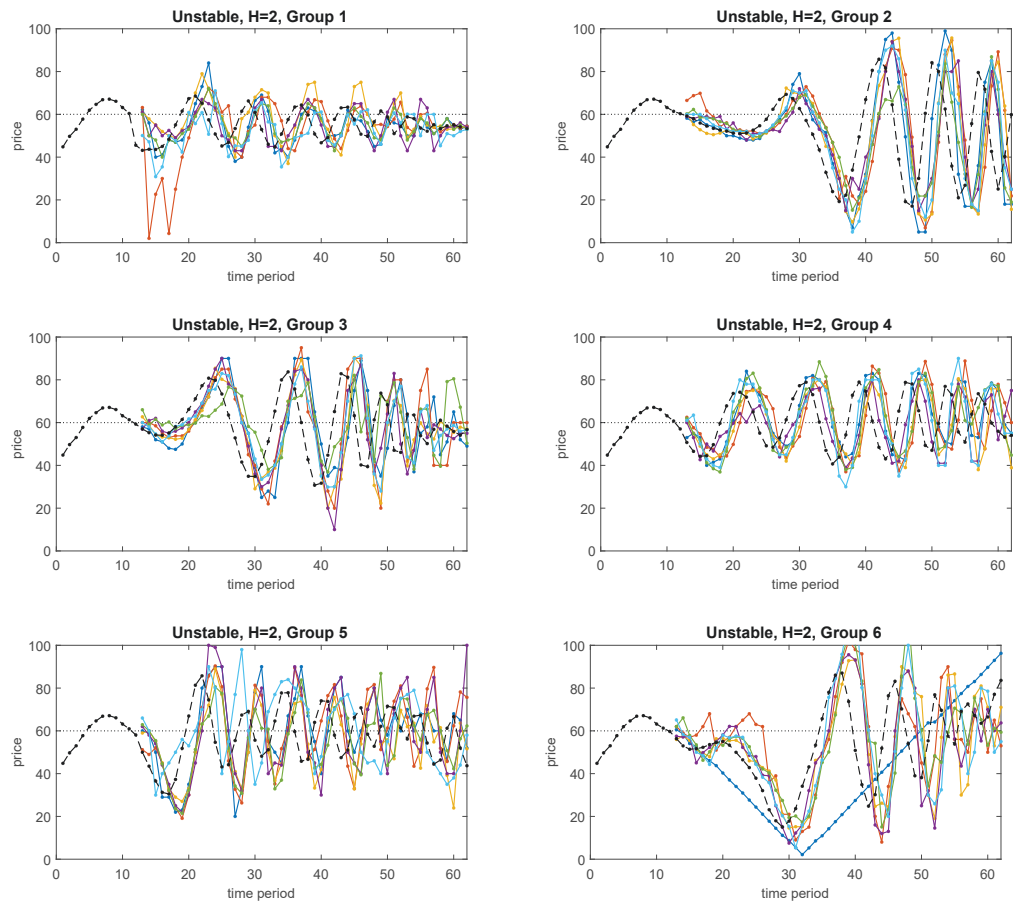 Unstable, H=2, Group 1
100
80
60
40
20
0
price
0 10 20 30 40 50 60
time period
Unstable, H=2, Group 2
100
80
60
40
20
0
price
0 10 20 30 40 50 60
time period
Unstable, H=2, Group 3
100
80
60
40
20
0
price
0 10 20 30 40 50 60
time period
Unstable, H=2, Group 4
100
80
60
40
20
0
price
0 10 20 30 40 50 60
time period
Unstable, H=2, Group 5
100
80
60
40
20
0
price
0 10 20 30 40 50 60
time period
Unstable, H=2, Group 6
100
80
60
40
20
0
price
0 10 20 30 40 50 60
time period